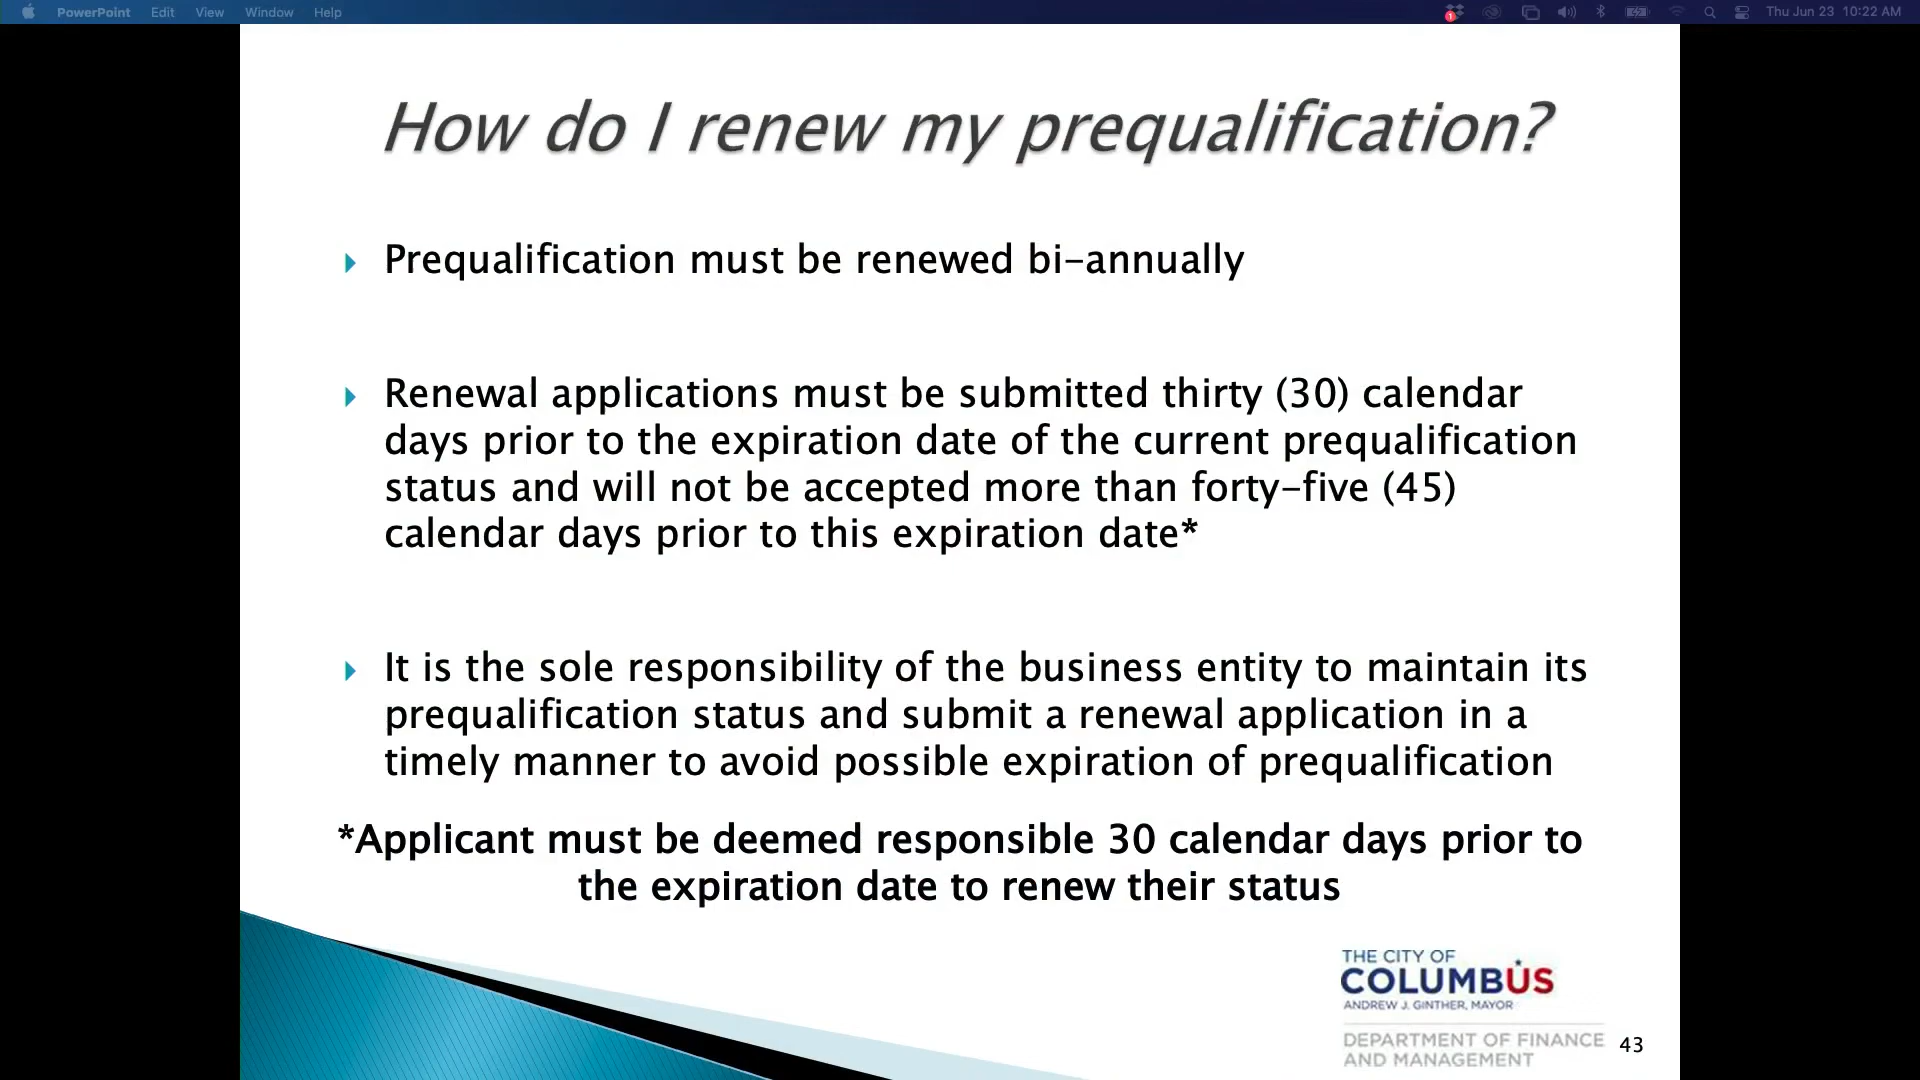 PowerPoint Edit View Window Help
1
Thu Jun 23 10:22 AM
How do I renew my prequalification?
Prequalification must be renewed bi-annually
Renewal applications must be submitted thirty (30) calendar
days prior to the expiration date of the current prequalification
status and will not be accepted more than forty-five (45)
calendar days prior to this expiration date*
It is the sole responsibility of the business entity to maintain its
prequalification status and submit a renewal application in a
timely manner to avoid possible expiration of prequalification
*Applicant must be deemed responsible 30 calendar days prior to
the expiration date to renew their status
THE CITY OF
COLUMBUS
ANDREW J. GINTHER, MAYOR
DEPARTMENT OF FINANCE
AND MANAGEMENT
43